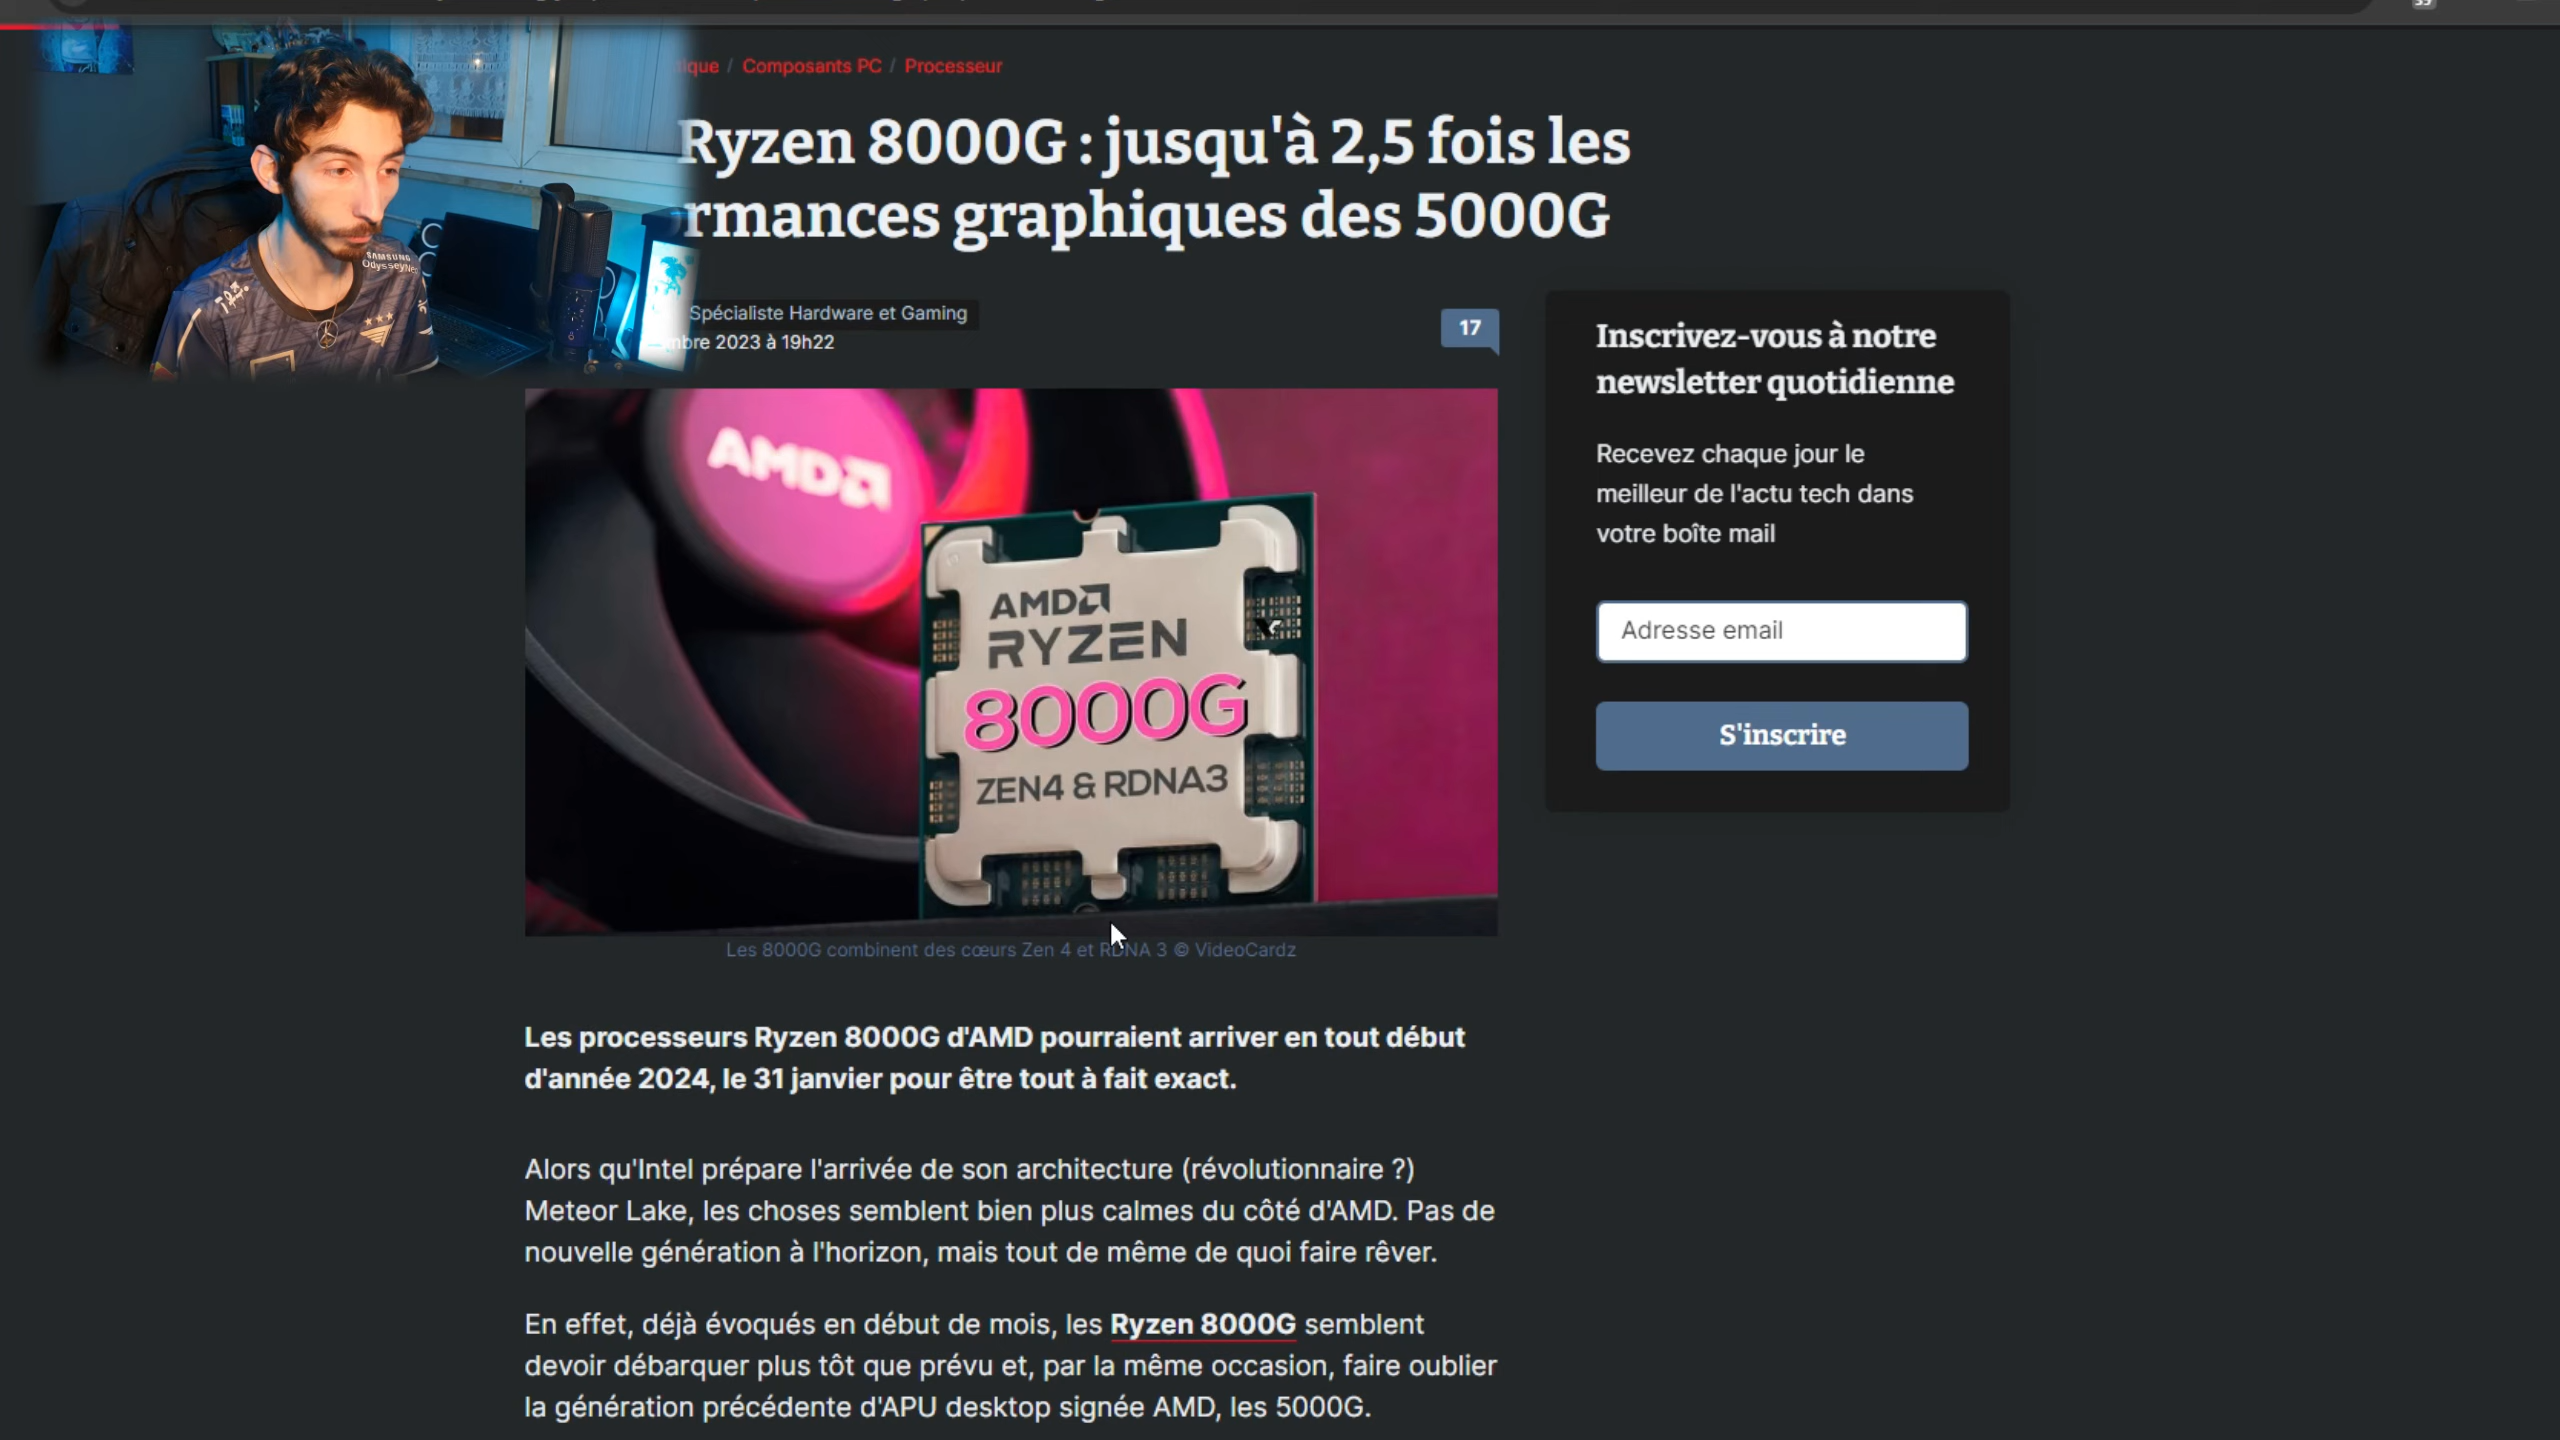 Composants PC / Processeur
Ryzen 8000G : jusqu'à 2,5 fois les
graphiques des 5000G
SAMSUNG
Spécialiste Hardware et Gaming
2023 à 19h22
17
Inscrivez-vous à notre
newsletter quotidienne
Recevez chaque jour le
meilleur de l'actu tech dans
votre boîte mail
Adresse email
S'inscrire
AMD
AMD
RYZEN
8000G
ZEN4 & RDNA3
Les 8000G combinent des cœurs Zen 4 et RDNA 3 © VideoCardz
Les processeurs Ryzen 8000G d'AMD pourraient arriver en tout début
d'année 2024, le 31 janvier pour être tout à fait exact.
Alors qu'Intel prépare l'arrivée de son architecture (révolutionnaire ?)
Meteor Lake, les choses semblent bien plus calmes du côté d'AMD. Pas de
nouvelle génération à l'horizon, mais tout de même de quoi faire rêver.
En effet, déjà évoqués en début de mois, les Ryzen 8000G semblent
devoir débarquer plus tôt que prévu et, par la même occasion, faire oublier
la génération précédente d'APU desktop signée AMD, les 5000G.